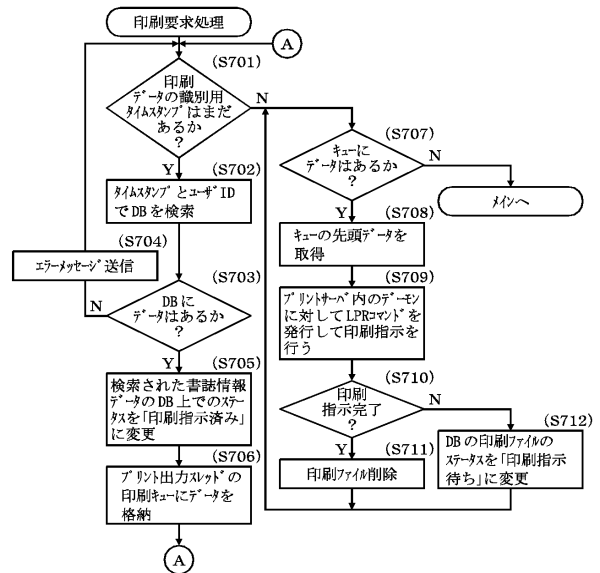 印刷要求処理
A
(S701)
印刷
ﾃﾞｰﾀの識別用
ﾀｲﾑｽﾀﾝﾌﾟはまだ
あるか
?
N
Y
(S702)
ﾀｲﾑｽﾀﾝﾌﾟとﾕｰｻﾞID
でDBを検索
(S704)
ｴﾗｰﾒｯｾｰｼﾞ送信
(S703)
DBに
ﾃﾞｰﾀはあるか
?
N
Y
(S705)
検索された書誌情報
ﾃﾞｰﾀのDB上でのｽﾃｰ
ﾀｽを「印刷指示済み」
に変更
(S706)
ﾌﾟﾘﾝﾄ出力ｽﾚｯﾄﾞの
印刷ｷｭｰにﾃﾞｰﾀを
格納
A
(S707)
ｷｭｰに
ﾃﾞｰﾀはあるか
?
N
ﾒｲﾝへ
Y
(S708)
ｷｭｰの先頭ﾃﾞｰﾀを
取得
(S709)
ﾌﾟﾘﾝﾄｻｰﾊﾞ内のﾃﾞｰﾓﾝ
に対してLPRｺﾏﾝﾄﾞを
発行して印刷指示を
行う
(S710)
印刷
指示完了
?
N
Y
(S711)
印刷ﾌｧｲﾙ削除
(S712)
DBの印刷ﾌｧｲﾙの
ｽﾃｰﾀｽを「印刷指示
待ち」に変更